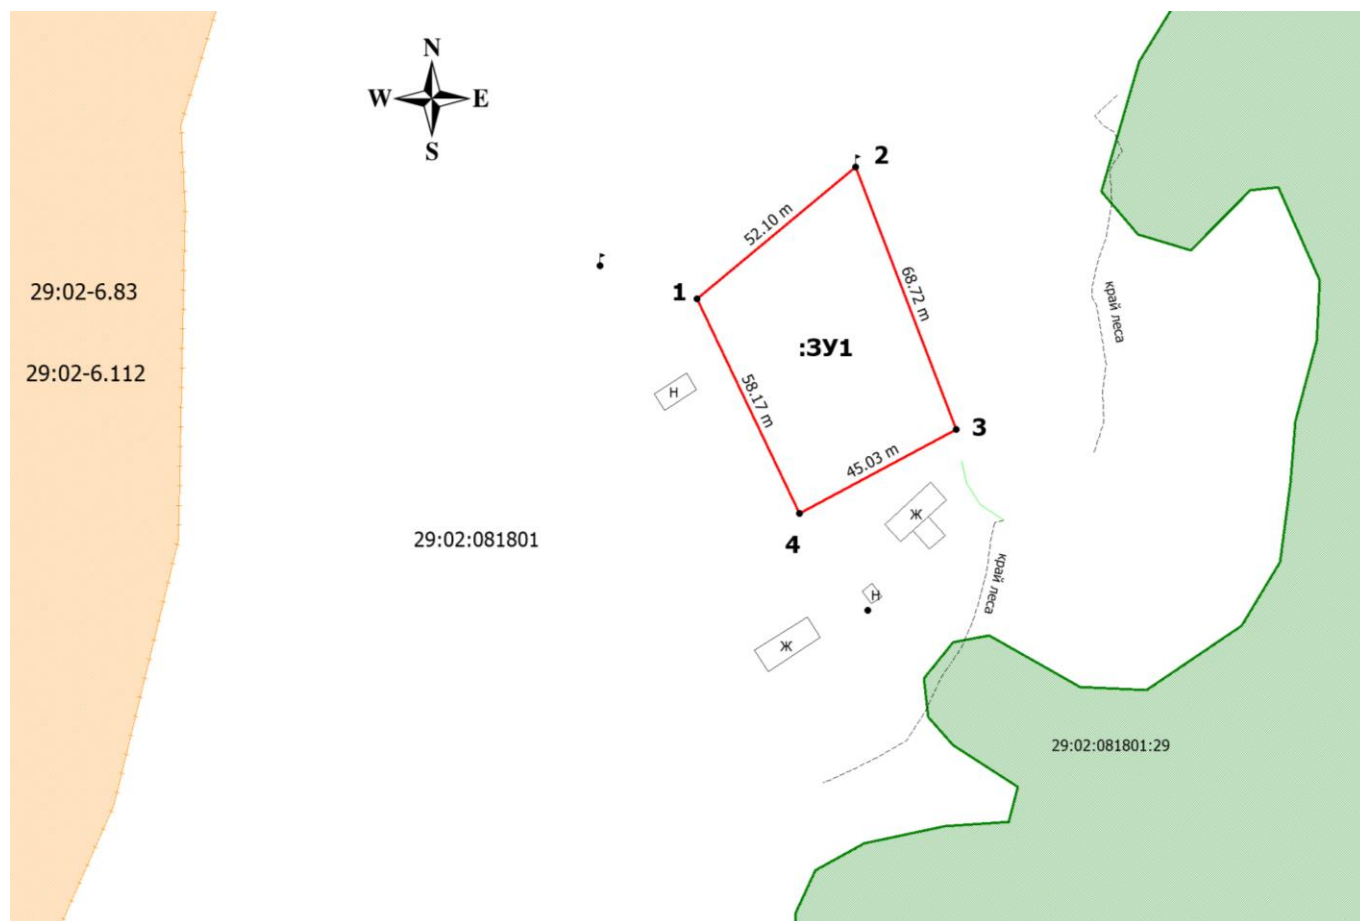 N
W E
S
2
52.10 m
1
68.72 m
29:02-6.83
край леса
:ЗУ1
29:02-6.112
Н
58.17 m
3
45.03 m
Ж
29:02:081801
4
край леса
Н
Ж
29:02:081801:29